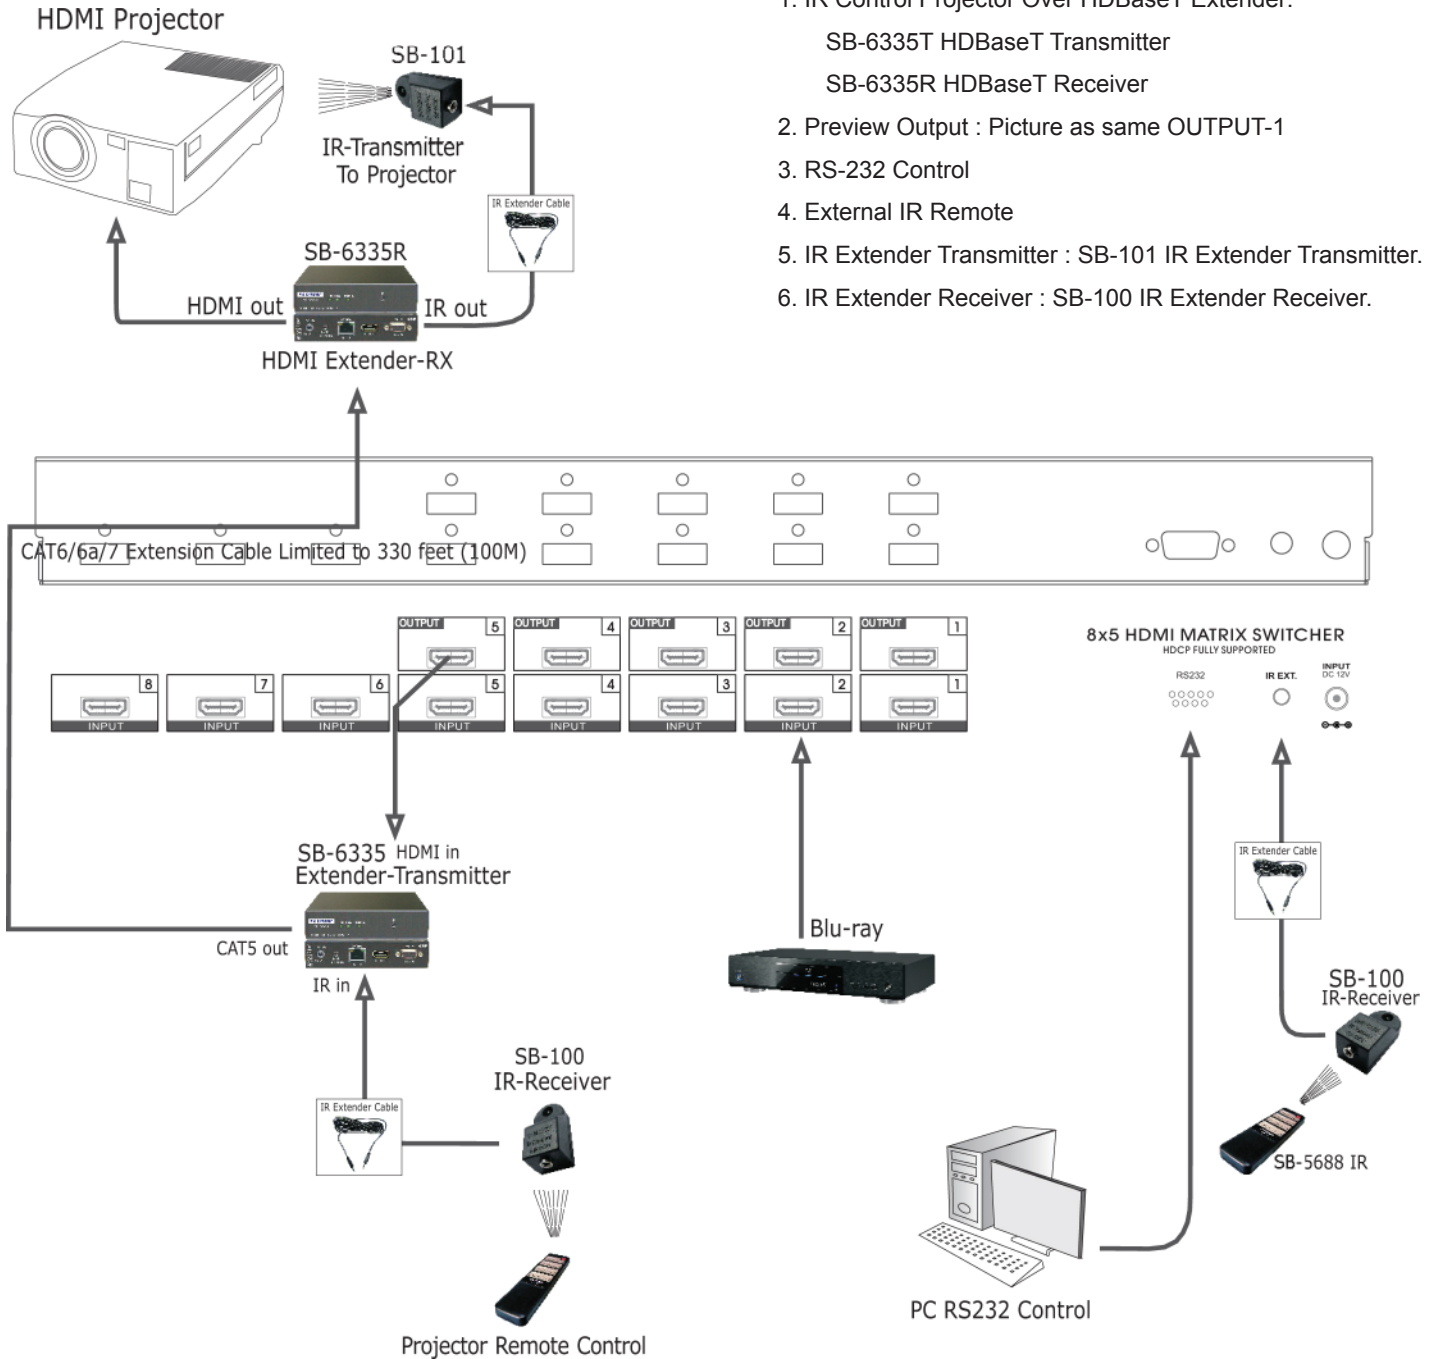 HDMI Projector
1. IR Control Projector Over HDBaseT Extender:
SB-6335T HDBaseT Transmitter
SB-6335R HDBaseT Receiver
2. Preview Output : Picture as same OUTPUT-1
3. RS-232 Control
4. External IR Remote
5. IR Extender Transmitter : SB-101 IR Extender Transmitter.
6. IR Extender Receiver : SB-100 IR Extender Receiver.
SB-101
IR-Transmitter
To Projector
IR Extender Cable
SB-6335R
HDMI out
IR out
HDMI Extender-RX
CAT6/6a/7 Extension Cable Limited to 330 feet (100M)
OUTPUT 5
OUTPUT 4
OUTPUT 3
OUTPUT 2
OUTPUT 1
8 INPUT
7 INPUT
6 INPUT
5 INPUT
4 INPUT
3 INPUT
2 INPUT
1 INPUT
8x5 HDMI MATRIX SWITCHER
HDCP FULLY SUPPORTED
RS232
IR EXT.
INPUT
DC 12V
SB-6335 HDMI in
Extender-Transmitter
CAT5 out
IR in
Blu-ray
IR Extender Cable
SB-100
IR-Receiver
SB-5688 IR
SB-100
IR-Receiver
IR Extender Cable
PC RS232 Control
Projector Remote Control